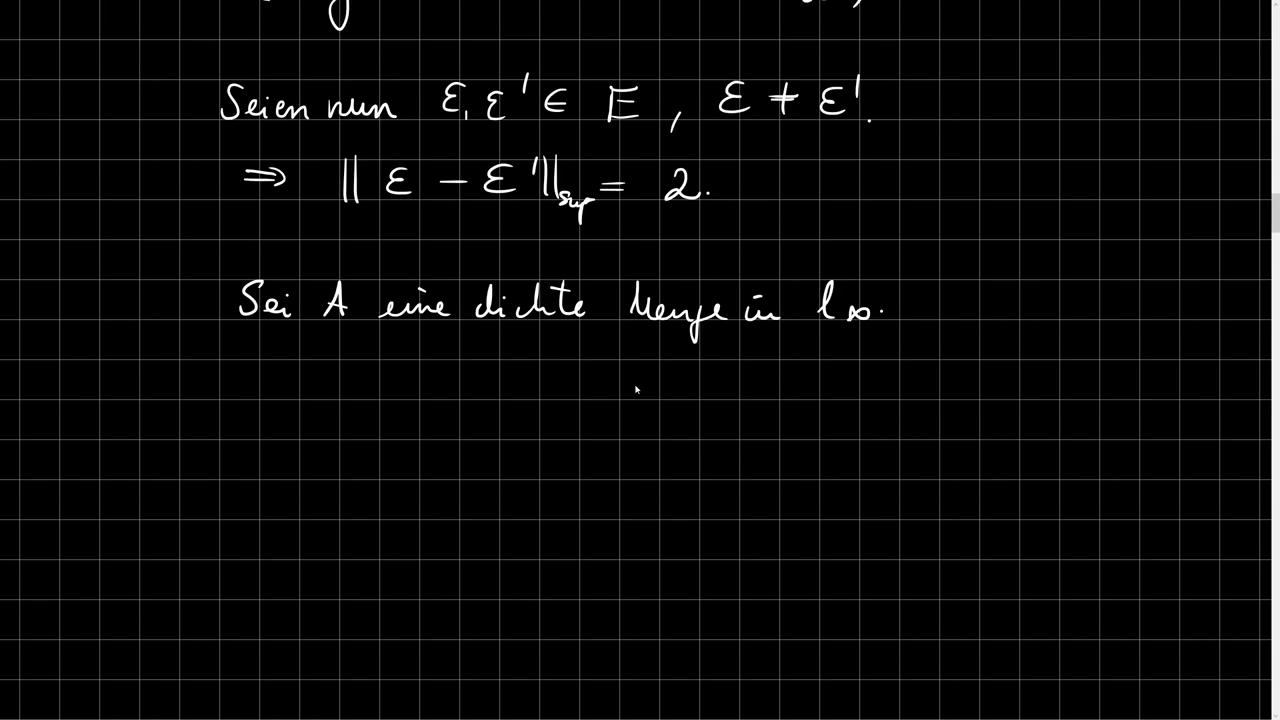 Seien nun ε, ε' ∈ E, ε ≠ ε'.
⇒ ‖ε − ε'‖sup = 2.
Sei A eine dichte Menge in l∞.